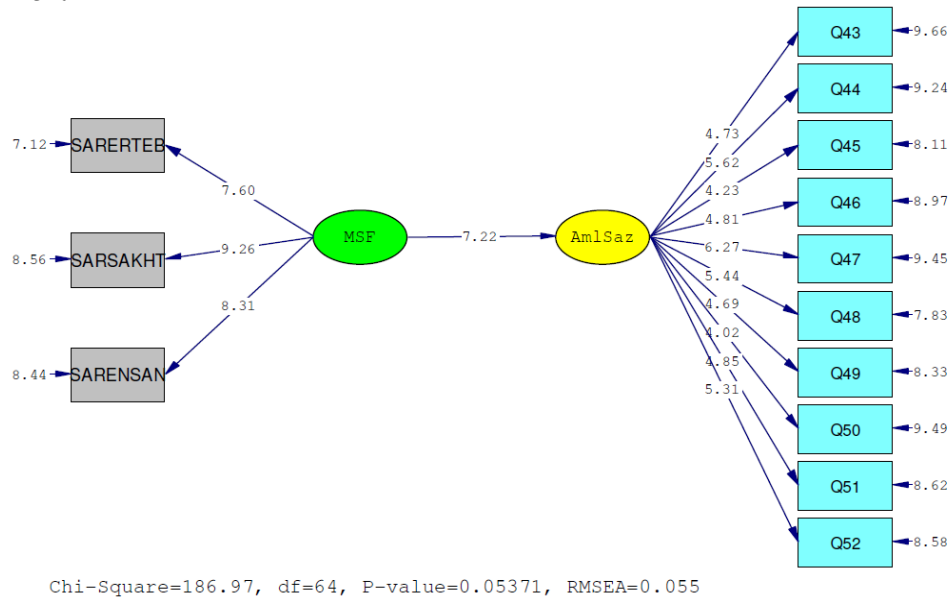 Q43
9.66
Q44
9.24
Q45
8.11
Q46
8.97
Q47
9.45
Q48
7.83
Q49
8.33
Q50
9.49
Q51
8.62
Q52
8.58
4.73
5.62
4.23
4.81
6.27
5.44
4.69
4.02
4.85
5.31
7.12
SARERTEB
8.56
SARSAKHT
8.44
SARENSAN
7.60
9.26
8.31
MSF
7.22
AmlSaz
Chi-Square=186.97, df=64, P-value=0.05371, RMSEA=0.055